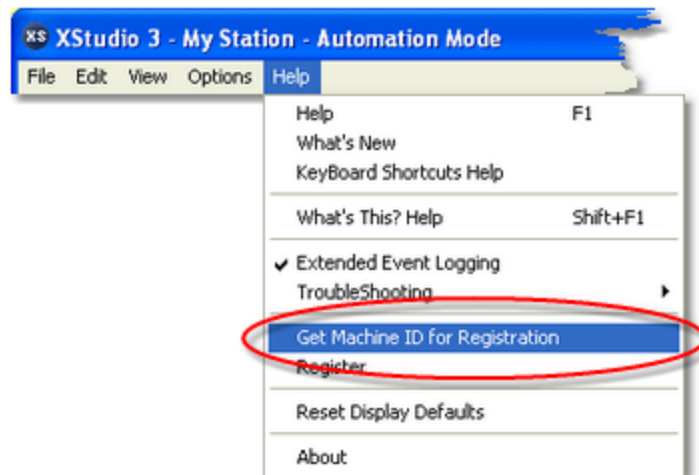 XS XStudio 3 - My Station - Automation Mode
File Edit View Options Help
Help F1
What's New
KeyBoard Shortcuts Help
What's This? Help Shift+F1
Extended Event Logging
TroubleShooting
Get Machine ID for Registration
Register
Reset Display Defaults
About